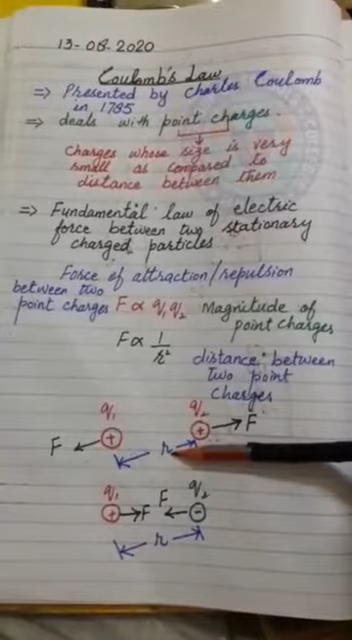 13-08-2020
Coulomb's Law
⇒ Presented by Charles Coulomb
in 1785
⇒ deals with point charges.
Charges whose size is very
small as compared to
distance between them
⇒ Fundamental law of electric
force between two stationary
charged particles
Force of attraction/repulsion
between two
point charges F ∝ q₁q₂ Magnitude of
point charges
F ∝ 1/r²
distance between
two point
charges
q₁ q₂
F ← ⊕ ⊕ → F
r
q₁ F q₂
⊕ → F ← ⊖
r